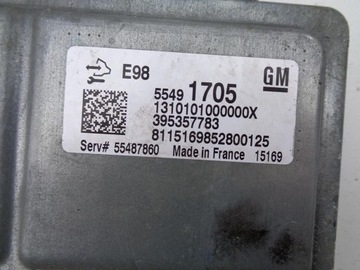 E98
GM
5549 1705
1310101000000X
395357783
8115169852800125
Serv# 55487860 Made in France 15169